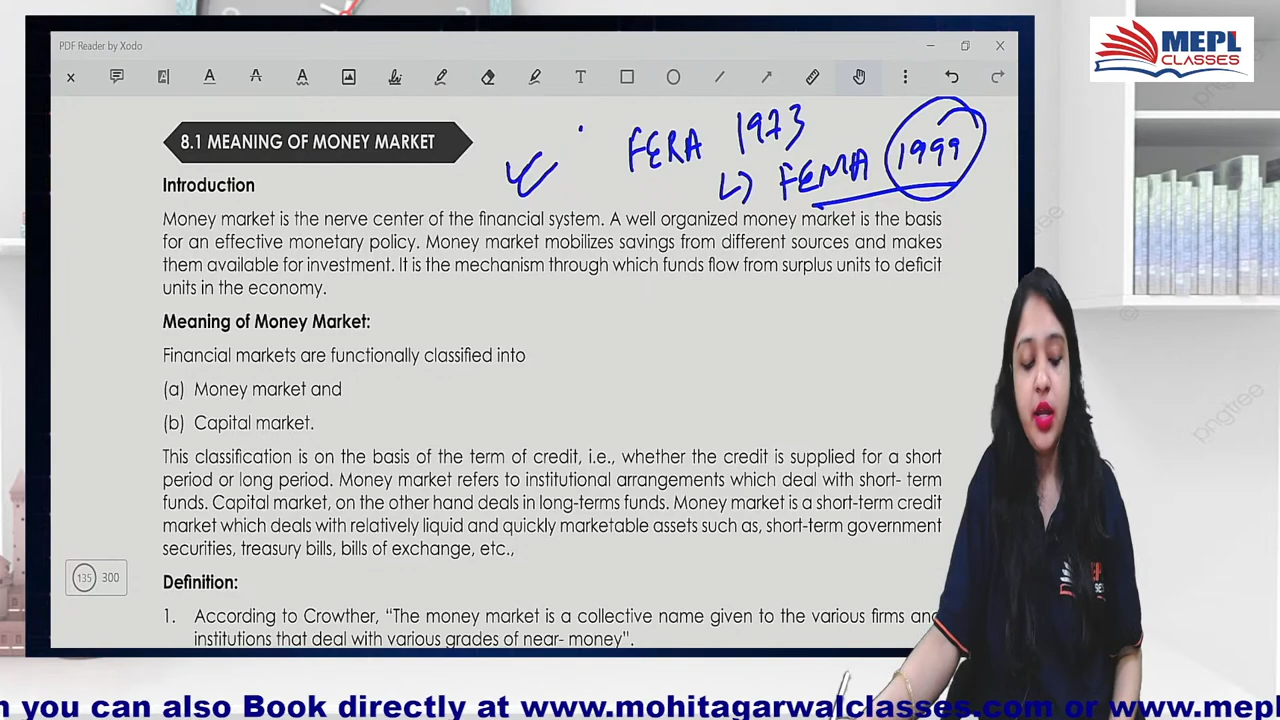 PDF Reader by Xodo
MEPL
CLASSES
8.1 MEANING OF MONEY MARKET
FERA 1973
↳ FEMA 1999
Introduction
Money market is the nerve center of the financial system. A well organized money market is the basis
for an effective monetary policy. Money market mobilizes savings from different sources and makes
them available for investment. It is the mechanism through which funds flow from surplus units to deficit
units in the economy.
Meaning of Money Market:
Financial markets are functionally classified into
(a) Money market and
(b) Capital market.
This classification is on the basis of the term of credit, i.e., whether the credit is supplied for a short
period or long period. Money market refers to institutional arrangements which deal with short- term
funds. Capital market, on the other hand deals in long-terms funds. Money market is a short-term credit
market which deals with relatively liquid and quickly marketable assets such as, short-term government
securities, treasury bills, bills of exchange, etc.,
135 300
Definition:
1. According to Crowther, “The money market is a collective name given to the various firms and
institutions that deal with various grades of near- money".
pngtree
pngtree
n you can also Book directly at www.mohitagarwalclasses.com or www.mepl